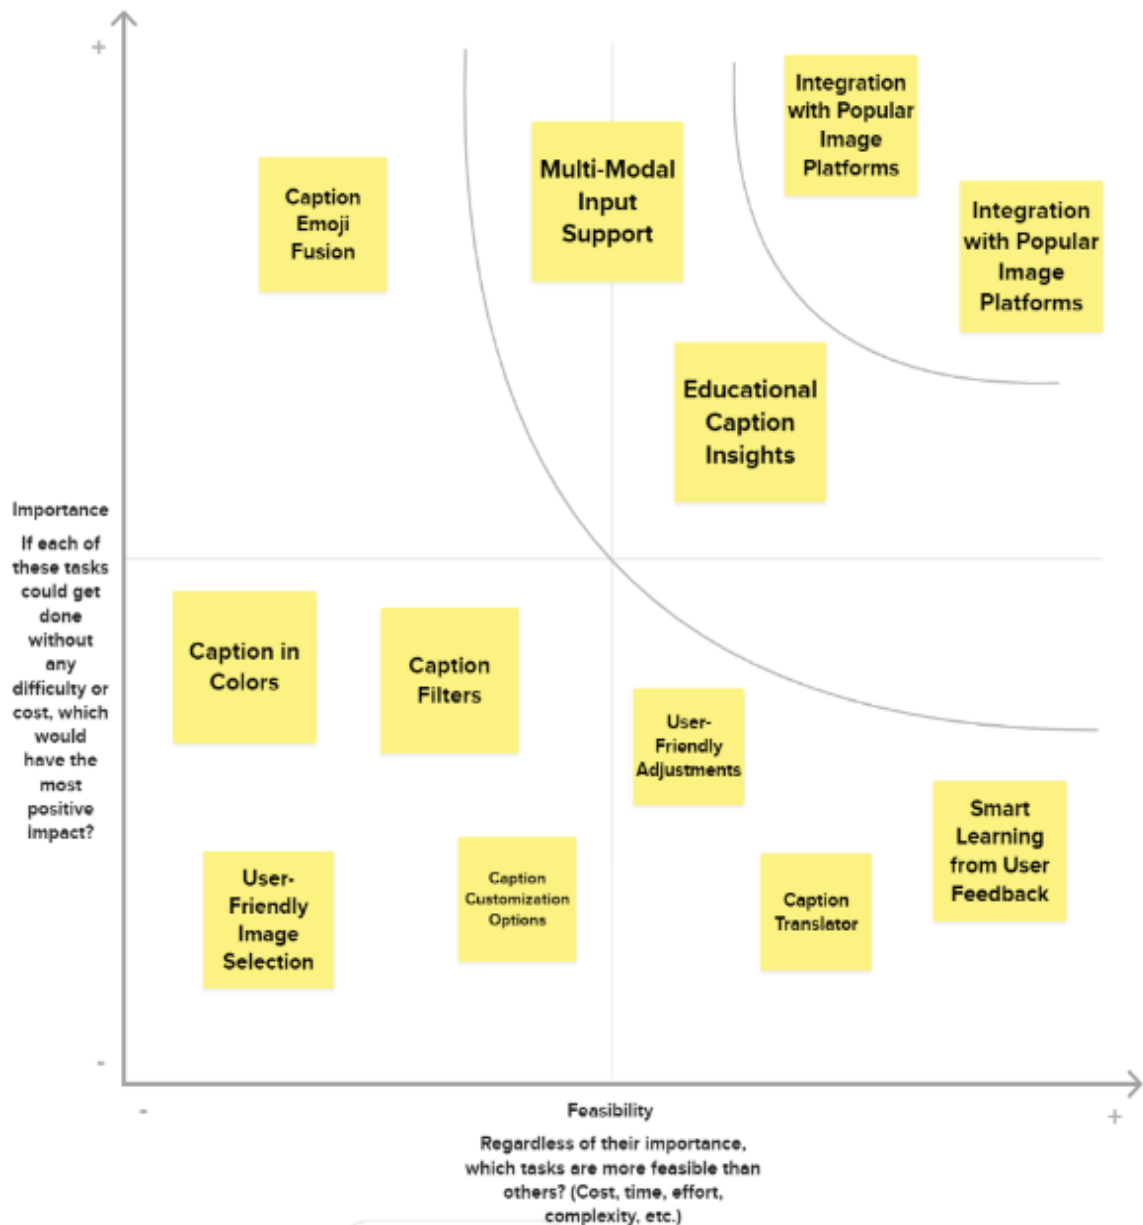 +
Integration
with Popular
Image
Platforms
Multi-Modal
Input
Support
Caption
Emoji
Fusion
Integration
with Popular
Image
Platforms
Educational
Caption
Insights
Importance
If each of
these tasks
could get
done
without
any
difficulty or
cost, which
would
have the
most
positive
impact?
Caption in
Colors
Caption
Filters
User-
Friendly
Adjustments
Smart
Learning
from User
Feedback
User-
Friendly
Image
Selection
Caption
Customization
Options
Caption
Translator
-
-
Feasibility
+
Regardless of their importance,
which tasks are more feasible than
others? (Cost, time, effort,
complexity, etc.)